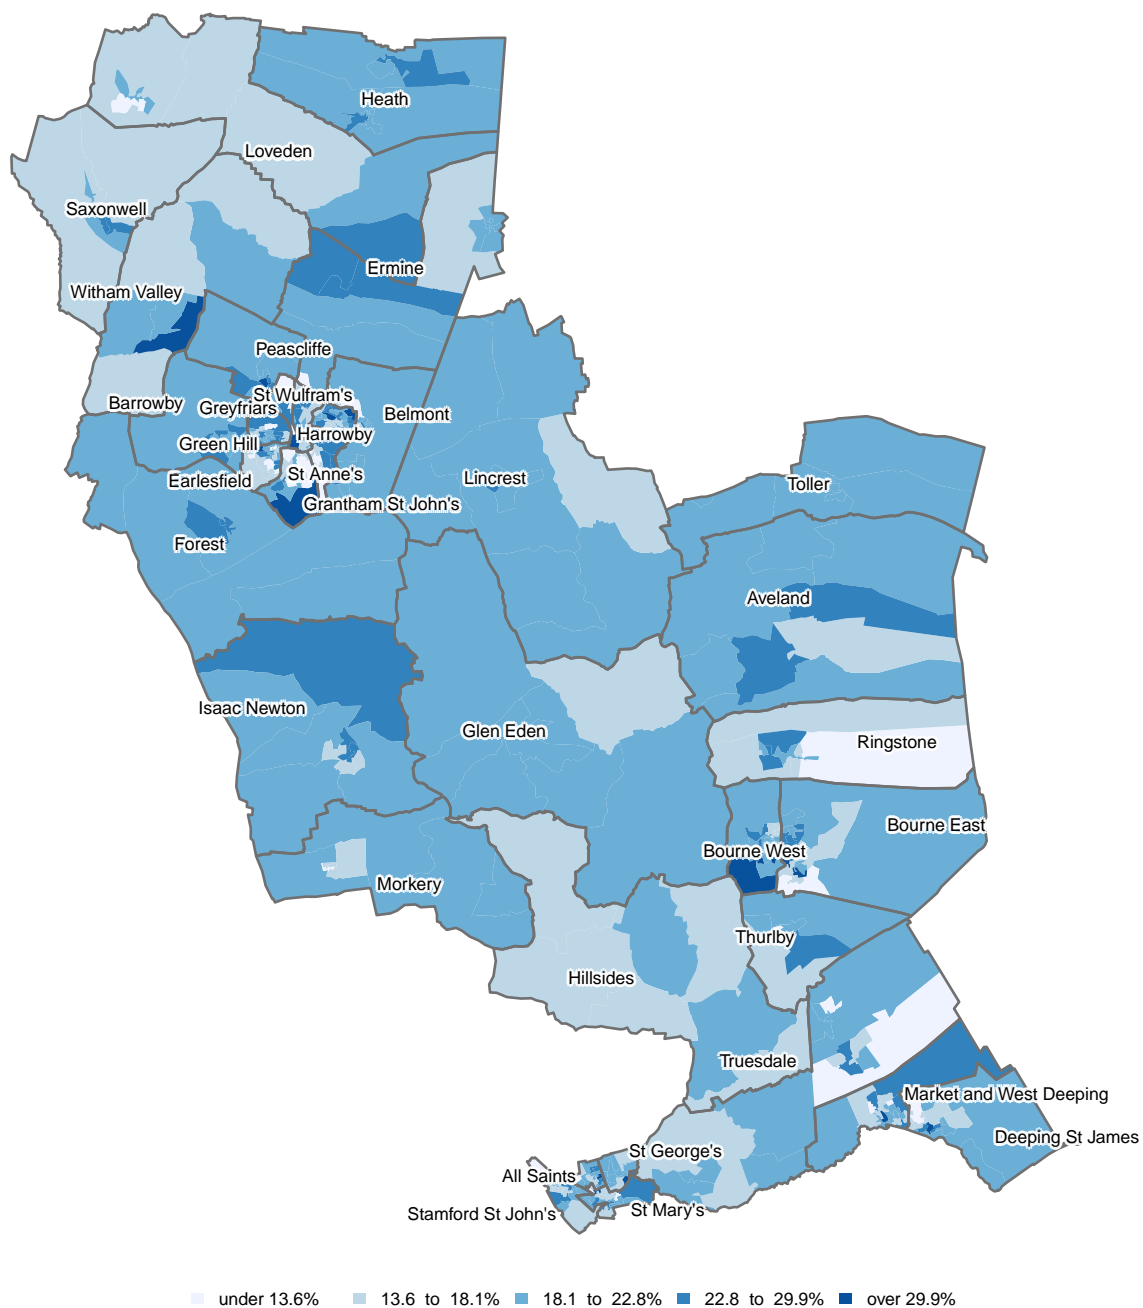 Heath
Loveden
Saxonwell
Ermine
Witham Valley
Peascliffe
St Wulfram's
Barrowby
Greyfriars
Belmont
Green Hill
Harrowby
St Anne's
Earlesfield
Lincrest
Toller
Grantham St John's
Forest
Aveland
Isaac Newton
Glen Eden
Ringstone
Bourne East
Bourne West
Morkery
Thurlby
Hillsides
Truesdale
Market and West Deeping
Deeping St James
St George's
All Saints
Stamford St John's
St Mary's
under 13.6% 13.6 to 18.1% 18.1 to 22.8% 22.8 to 29.9% over 29.9%